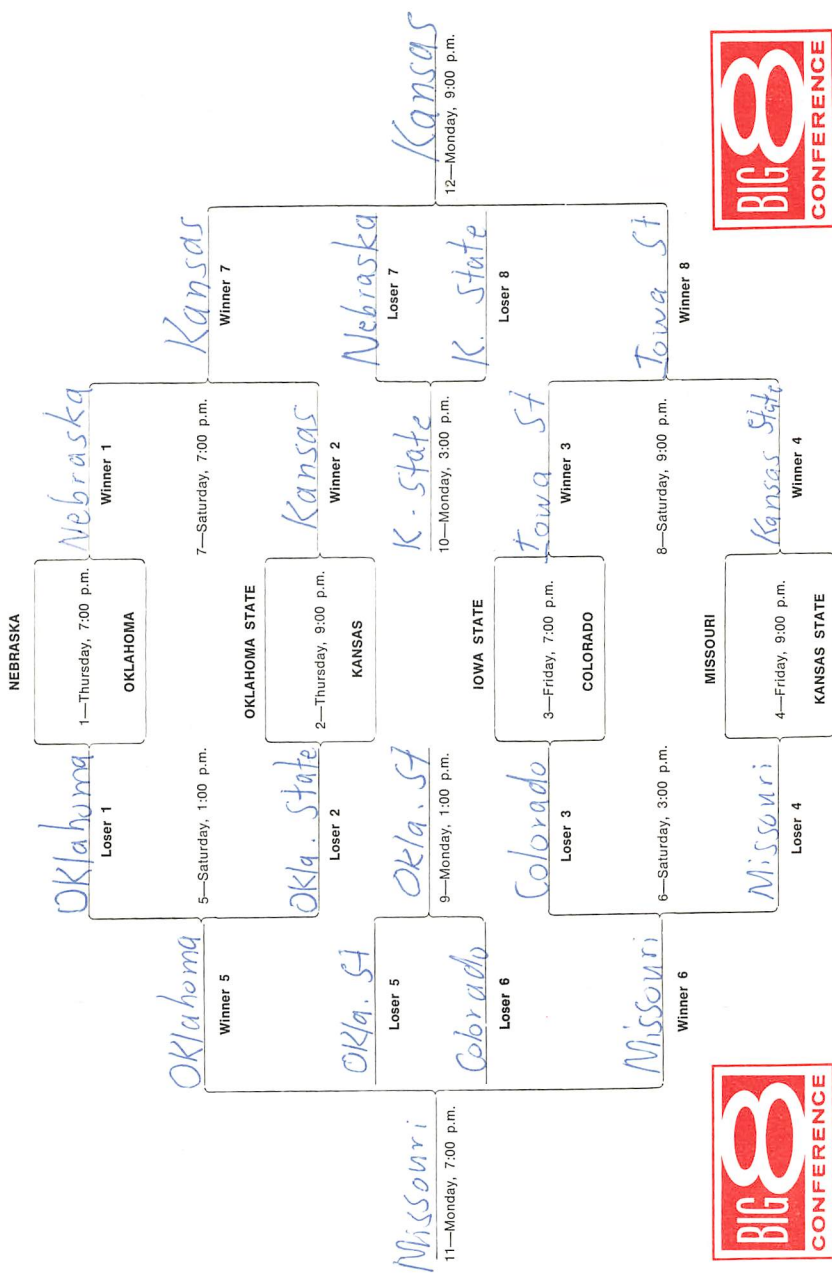 NEBRASKA
Oklahoma
1—Thursday, 7:00 p.m.
Nebraska
Loser 1
OKLAHOMA
Winner 1
Oklahoma
5—Saturday, 1:00 p.m.
7—Saturday, 7:00 p.m.
Kansas
Winner 5
Winner 7
OKLAHOMA STATE
Okla. State
2—Thursday, 9:00 p.m.
Kansas
Loser 2
KANSAS
Winner 2
Okla. St
Nebraska
Loser 5
Loser 7
Missouri
Okla. St
K-State
Kansas
11—Monday, 7:00 p.m.
9—Monday, 1:00 p.m.
10—Monday, 3:00 p.m.
12—Monday, 9:00 p.m.
Colorado
K. State
Loser 6
Loser 8
IOWA STATE
Colorado
3—Friday, 7:00 p.m.
Iowa St
Loser 3
COLORADO
Winner 3
Missouri
6—Saturday, 3:00 p.m.
8—Saturday, 9:00 p.m.
Iowa St
Winner 6
Winner 8
MISSOURI
Missouri
4—Friday, 9:00 p.m.
Kansas State
Loser 4
KANSAS STATE
Winner 4
BIG 8
CONFERENCE
BIG 8
CONFERENCE